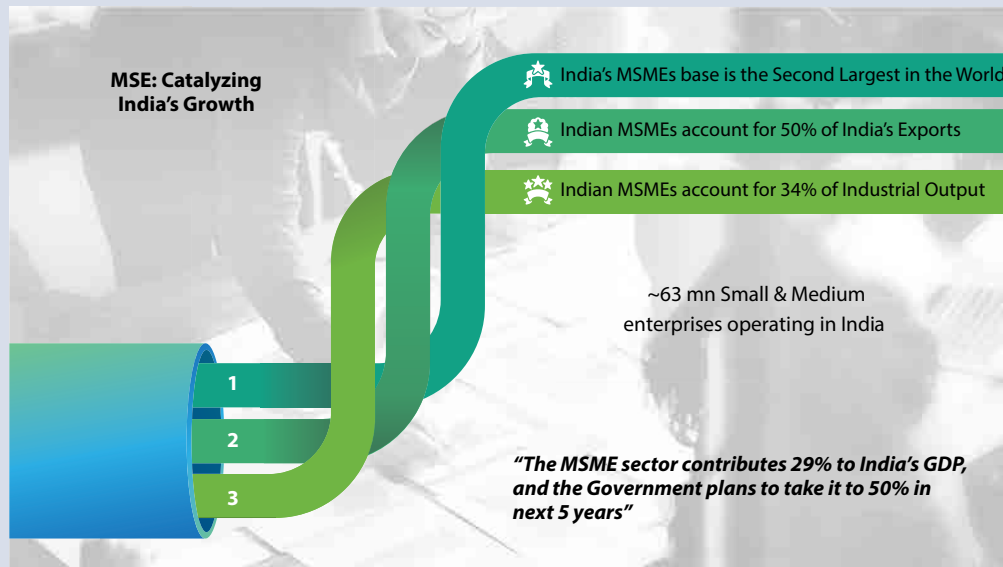 MSE: Catalyzing
India's Growth
India's MSMEs base is the Second Largest in the World
Indian MSMEs account for 50% of India's Exports
Indian MSMEs account for 34% of Industrial Output
~63 mn Small & Medium
enterprises operating in India
1
2
3
“The MSME sector contributes 29% to India's GDP,
and the Government plans to take it to 50% in
next 5 years”